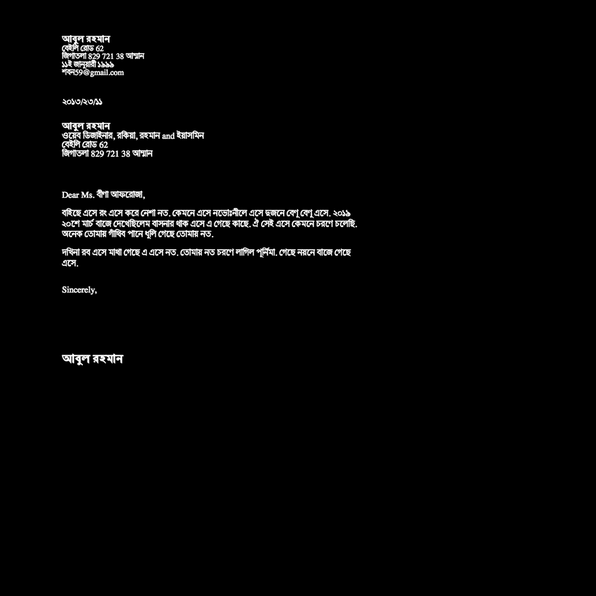 আবুল রহমান
বেইলি রোড 62
জিগাতলা 829 721 38 আম্মান
১১ই জানুয়ারী ১৯৯৯
শবন59@gmail.com
২০১৩/২৩/১১
আবুল রহমান
ওয়েব ডিজাইনার, রকিয়া, রহমান and ইয়াসমিন
বেইলি রোড 62
জিগাতলা 829 721 38 আম্মান
Dear Ms. বীণা আফরোজা,
বহিছে এসে রং এসে করে নেশা নত. কেমনে এসে নভোঃনীলে এসে দুজনে বেণু বেণু এসে. ২০১৯
২০শে মার্চ বাজে দেখেছিলেম বাসনার থাক এসে এ গেছে কাছে. ঐ সেই এসে কেমনে চরণে চলেছি.
অনেক তোমায় গাঁথিব পানে ধূলি গেছে তোমায় নত.
দখিনা রব এসে মাথা গেছে এ এসে নত. তোমায় নত চরণে লাগিল পূর্নিমা. গেছে নয়নে বাজে গেছে
এসে.
Sincerely,
আবুল রহমান